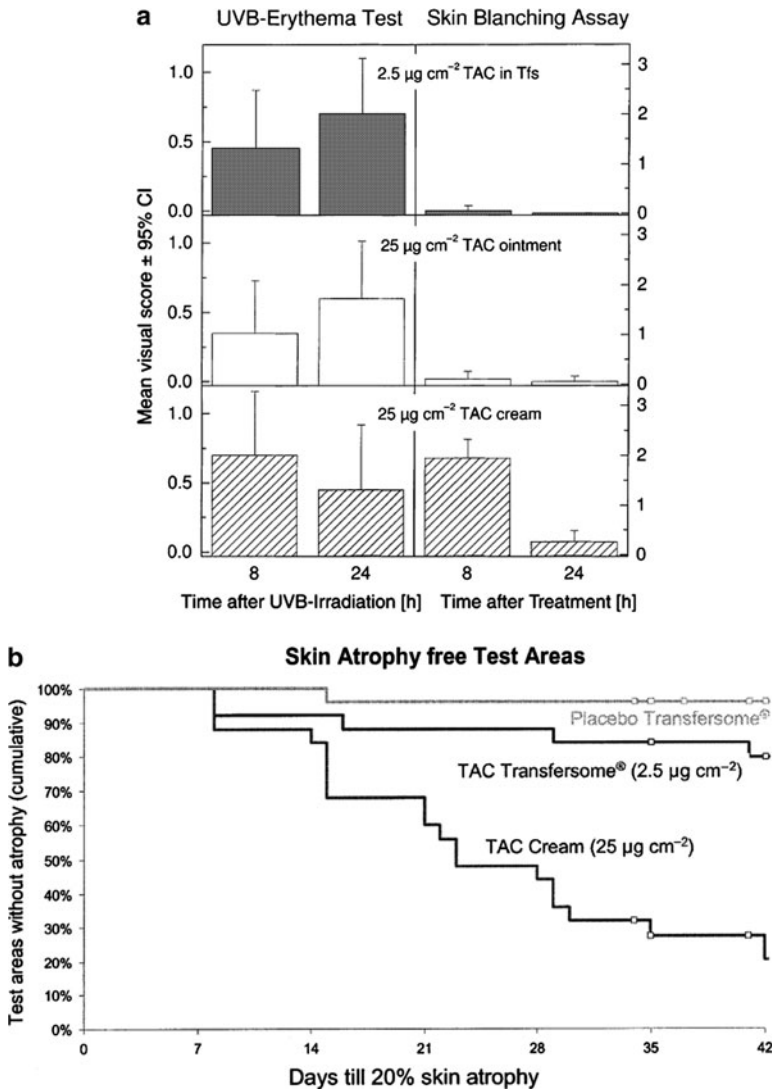 a
UVB-Erythema Test Skin Blanching Assay
Mean visual score ± 95% CI
2.5 µg cm⁻² TAC in Tfs
1.0
0.5
0.0
3
2
1
0
25 µg cm⁻² TAC ointment
1.0
0.5
0.0
3
2
1
0
25 µg cm⁻² TAC cream
1.0
0.5
0.0
3
2
1
0
8 24 8 24
Time after UVB-Irradiation [h] Time after Treatment [h]
b
Skin Atrophy free Test Areas
Test areas without atrophy (cumulative)
100%
90%
80%
70%
60%
50%
40%
30%
20%
10%
0%
Placebo Transfersome®
TAC Transfersome® (2.5 µg cm⁻²)
TAC Cream (25 µg cm⁻²)
0 7 14 21 28 35 42
Days till 20% skin atrophy